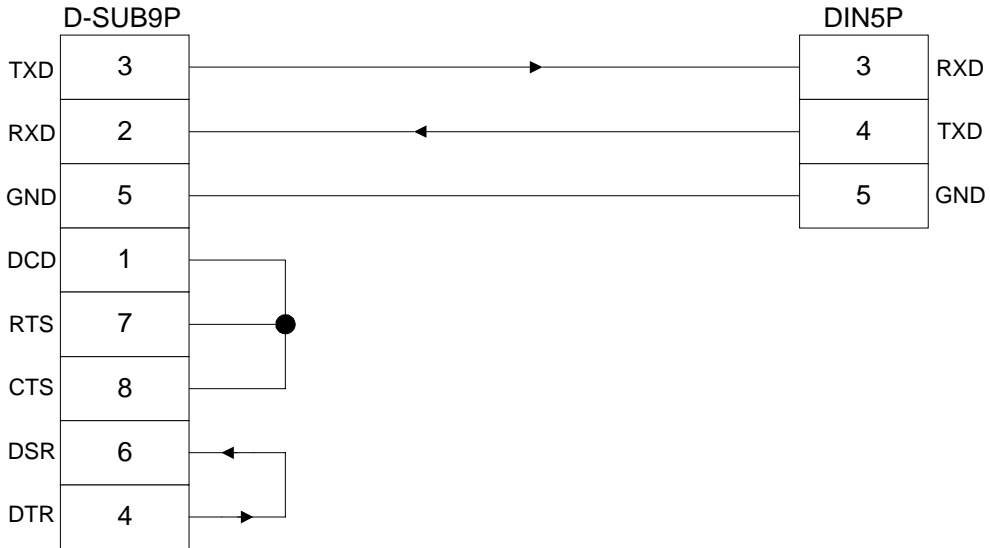 D-SUB9P DIN5P
TXD 3 3 RXD
RXD 2 4 TXD
GND 5 5 GND
DCD 1
RTS 7
CTS 8
DSR 6
DTR 4